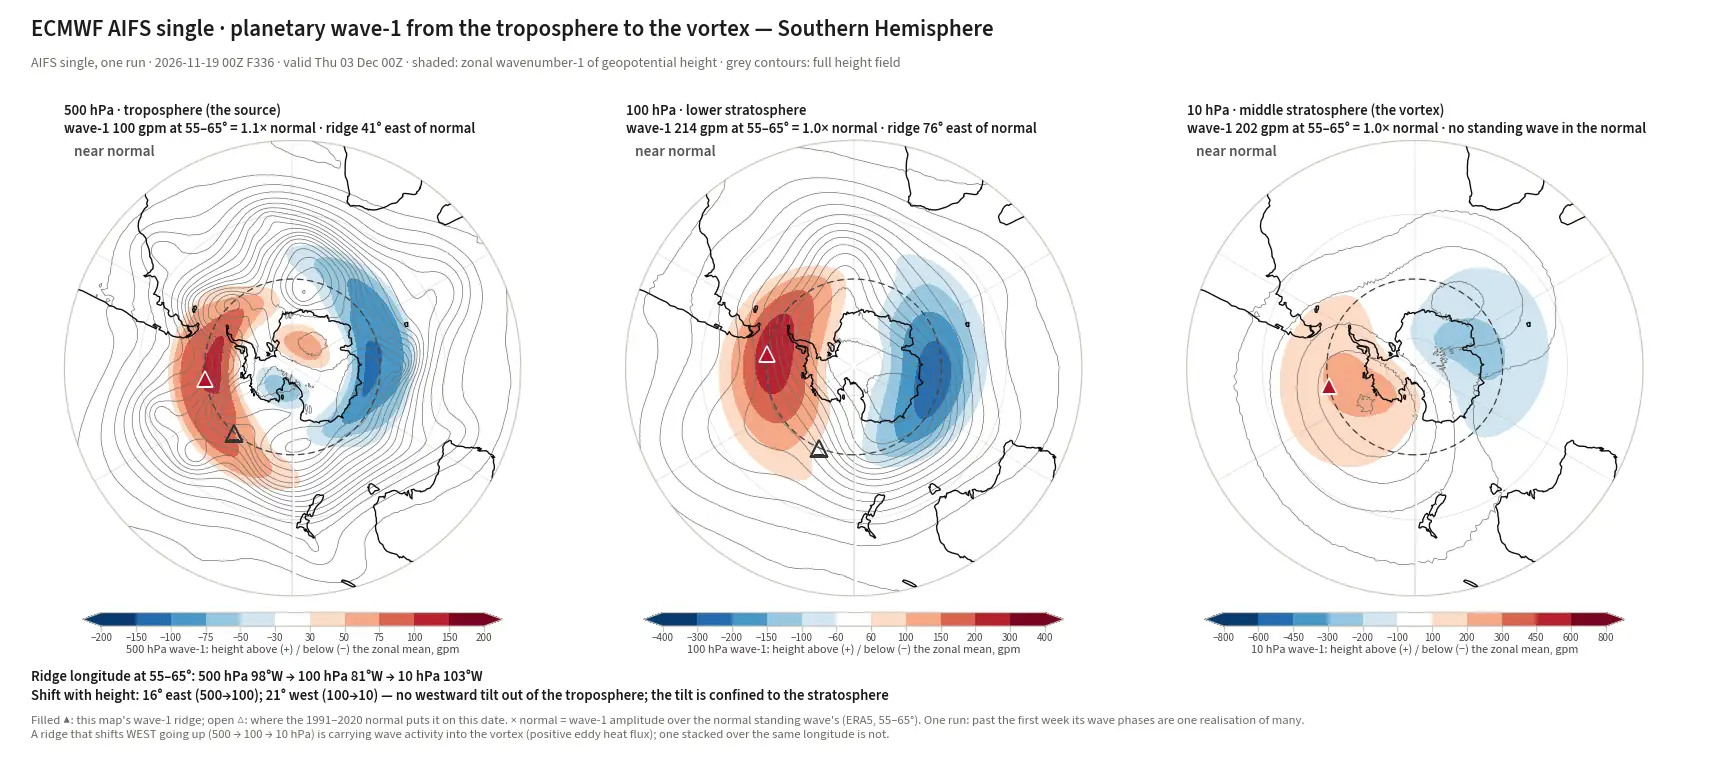 ECMWF AIFS single · planetary wave-1 from the troposphere to the vortex — Southern Hemisphere
AIFS single, one run · 2026-11-19 00Z F336 · valid Thu 03 Dec 00Z · shaded: zonal wavenumber-1 of geopotential height · grey contours: full height field
500 hPa · troposphere (the source)
wave-1 100 gpm at 55–65° = 1.1× normal · ridge 41° east of normal
near normal
100 hPa · lower stratosphere
wave-1 214 gpm at 55–65° = 1.0× normal · ridge 76° east of normal
near normal
10 hPa · middle stratosphere (the vortex)
wave-1 202 gpm at 55–65° = 1.0× normal · no standing wave in the normal
near normal
−200 −150 −100 −75 −50 −30 30 50 75 100 150 200
500 hPa wave-1: height above (+) / below (−) the zonal mean, gpm
−400 −300 −200 −150 −100 −60 60 100 150 200 300 400
100 hPa wave-1: height above (+) / below (−) the zonal mean, gpm
−800 −600 −450 −300 −200 −100 100 200 300 450 600 800
10 hPa wave-1: height above (+) / below (−) the zonal mean, gpm
Ridge longitude at 55–65°: 500 hPa 98°W → 100 hPa 81°W → 10 hPa 103°W
Shift with height: 16° east (500→100); 21° west (100→10) — no westward tilt out of the troposphere; the tilt is confined to the stratosphere
Filled ▲: this map's wave-1 ridge; open △: where the 1991–2020 normal puts it on this date. × normal = wave-1 amplitude over the normal standing wave's (ERA5, 55–65°). One run: past the first week its wave phases are one realisation of many.
A ridge that shifts WEST going up (500 → 100 → 10 hPa) is carrying wave activity into the vortex (positive eddy heat flux); one stacked over the same longitude is not.